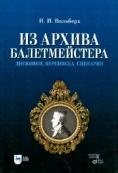 И. И. Вальберх
ИЗ АРХИВА
БАЛЕТМЕЙСТЕРА
ДНЕВНИКИ. ПЕРЕПИСКА. СЦЕНАРИИ